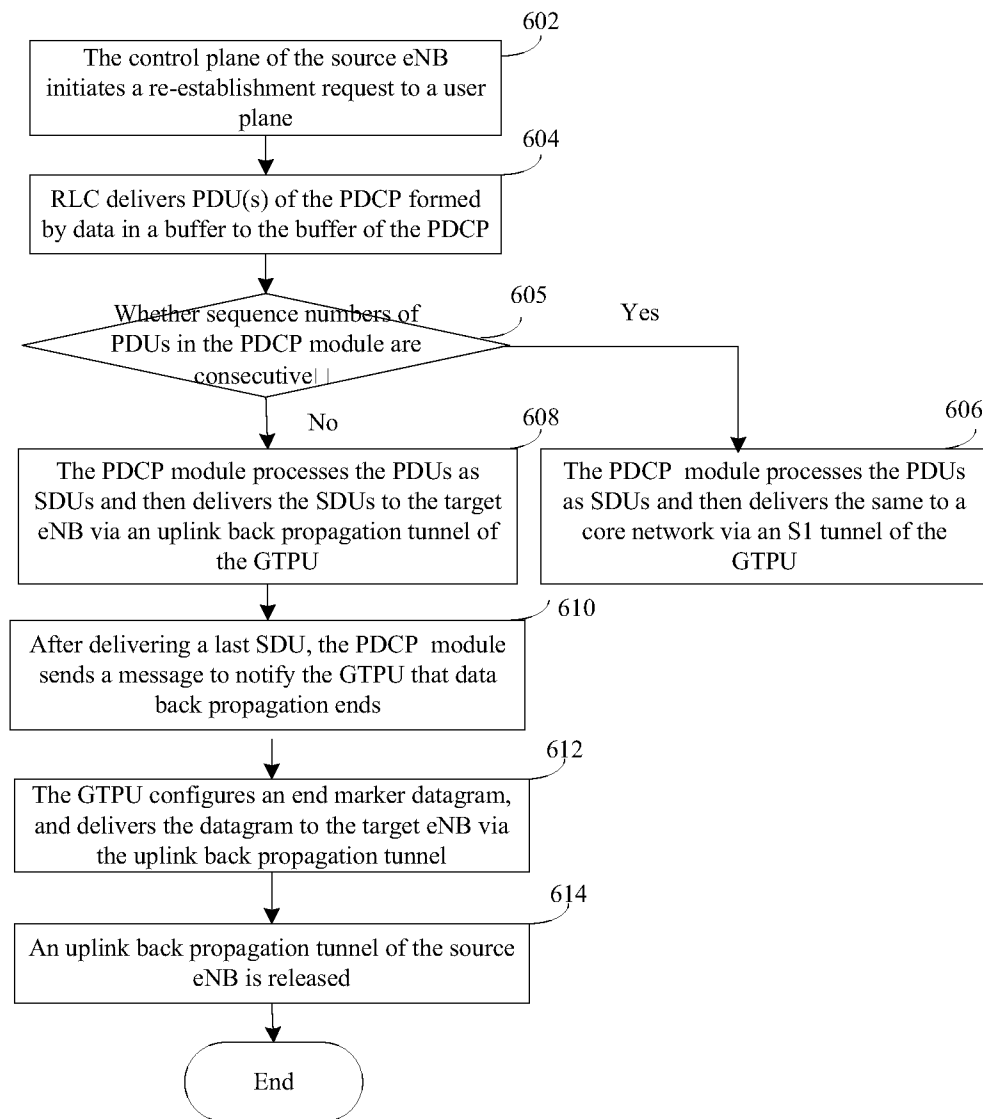 602
The control plane of the source eNB
initiates a re-establishment request to a user
plane
604
RLC delivers PDU(s) of the PDCP formed
by data in a buffer to the buffer of the PDCP
605
Whether sequence numbers of
PDUs in the PDCP module are
consecutive□
Yes
No
608
The PDCP module processes the PDUs as
SDUs and then delivers the SDUs to the target
eNB via an uplink back propagation tunnel of
the GTPU
606
The PDCP module processes the PDUs
as SDUs and then delivers the same to a
core network via an S1 tunnel of the
GTPU
610
After delivering a last SDU, the PDCP module
sends a message to notify the GTPU that data
back propagation ends
612
The GTPU configures an end marker datagram,
and delivers the datagram to the target eNB via
the uplink back propagation tunnel
614
An uplink back propagation tunnel of the source
eNB is released
End